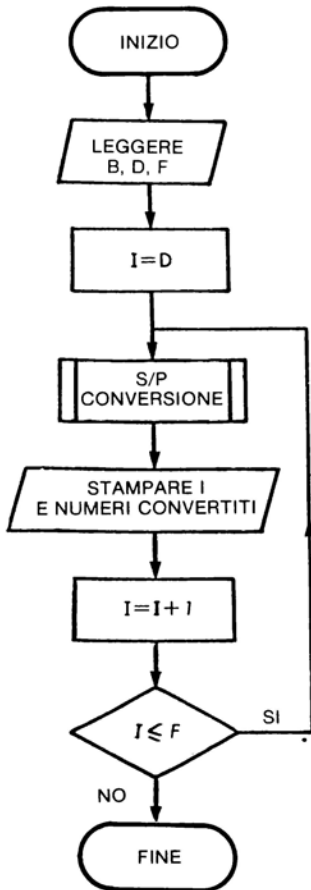 INIZIO
LEGGERE
B, D, F
I=D
S/P
CONVERSIONE
STAMPARE I
E NUMERI CONVERTITI
I=I+1
I ≤ F
SI
NO
FINE